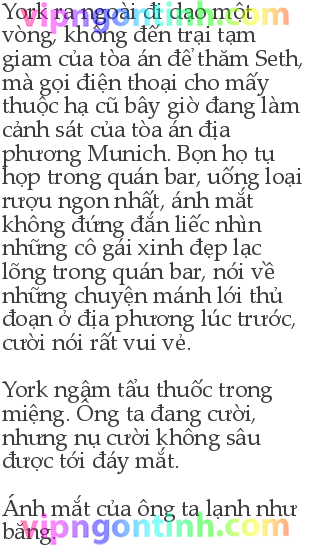 York ra ngoài đi dạo một
vòng, không đến trại tạm
giam của tòa án để thăm Seth,
mà gọi điện thoại cho mấy
thuộc hạ cũ bây giờ đang làm
cảnh sát của tòa án địa
phương Munich. Bọn họ tụ
họp trong quán bar, uống loại
rượu ngon nhất, ánh mắt
không đứng đắn liếc nhìn
những cô gái xinh đẹp lạc
lõng trong quán bar, nói về
những chuyện mánh lới thủ
đoạn ở địa phương lúc trước,
cười nói rất vui vẻ.
York ngậm tẩu thuốc trong
miệng. Ông ta đang cười,
nhưng nụ cười không sâu
được tới đáy mắt.
Ánh mắt của ông ta lạnh như
băng.
vipngontinh.com
vipngontinh.com